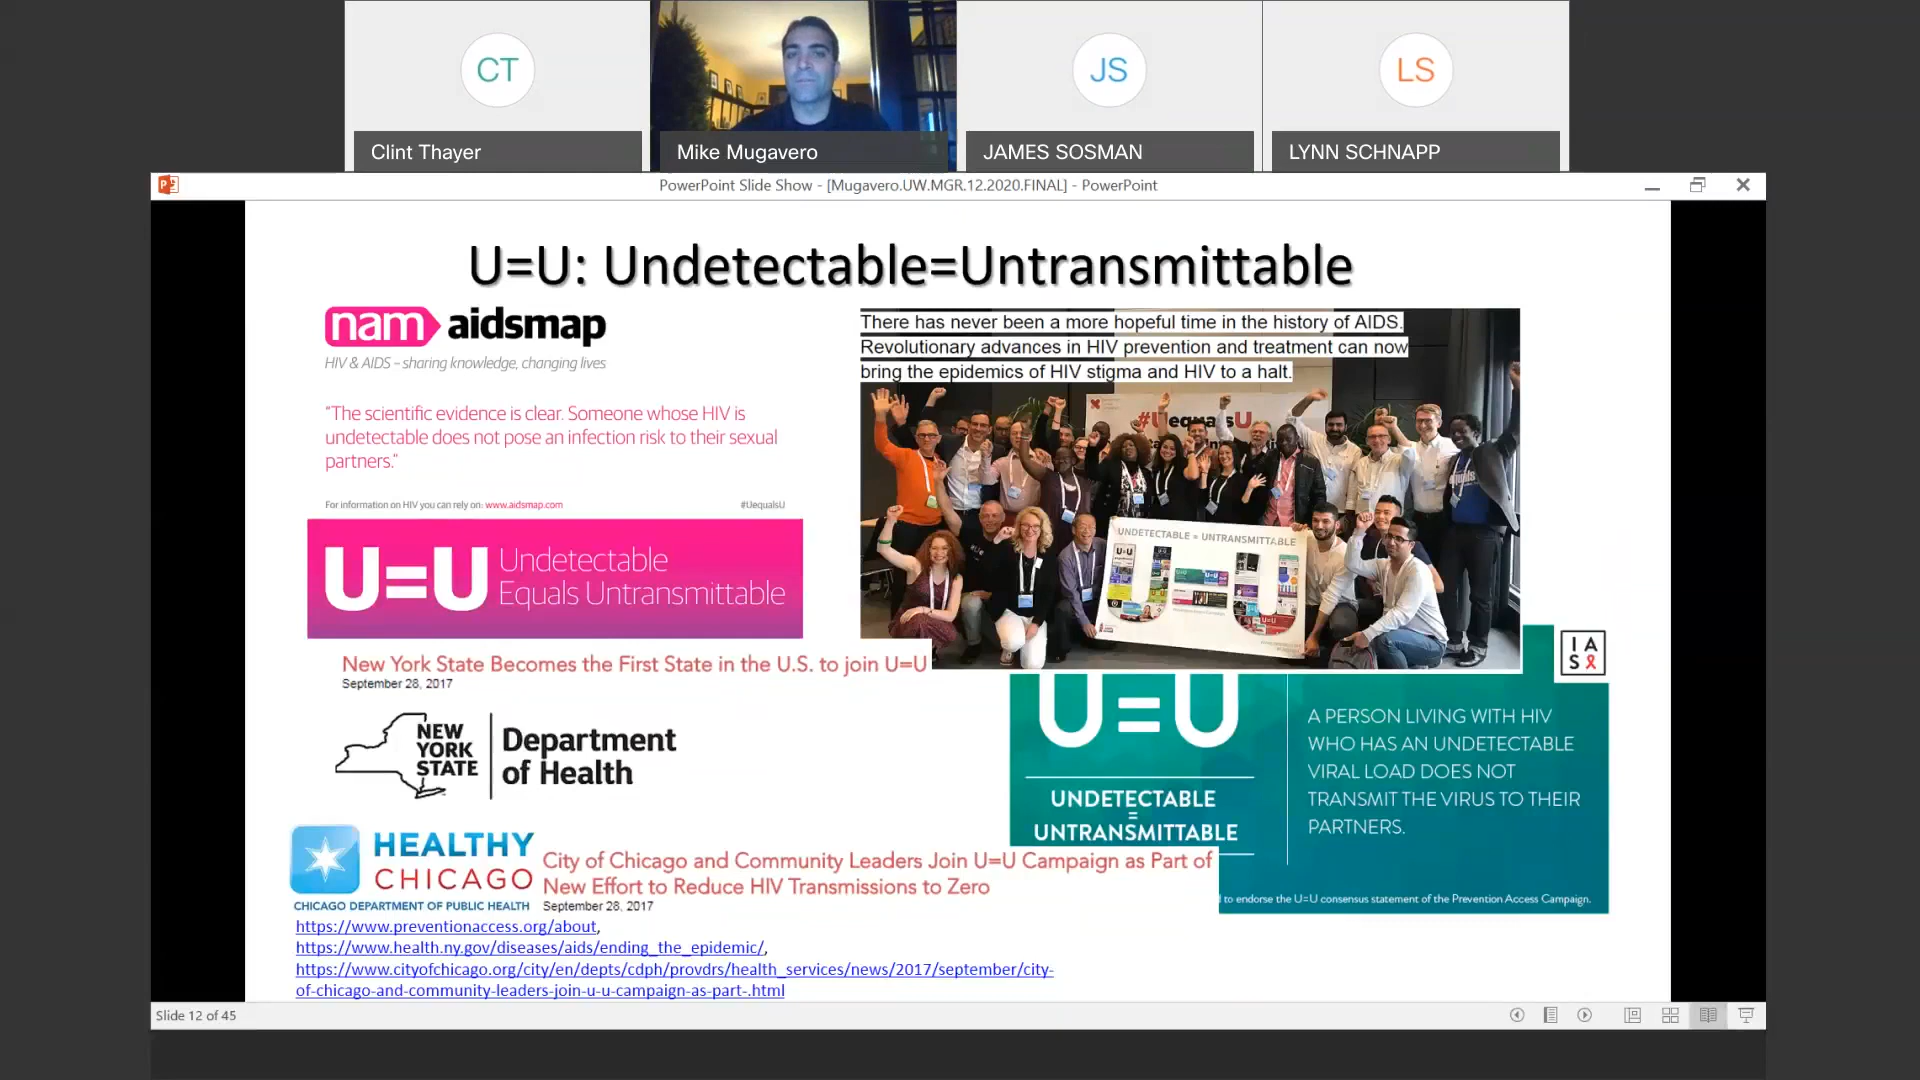 CT
JS
LS
Clint Thayer
Mike Mugavero
JAMES SOSMAN
LYNN SCHNAPP
PowerPoint Slide Show - [Mugavero.UW.MGR.12.2020.FINAL] - PowerPoint
U=U: Undetectable=Untransmittable
nam aidsmap
HIV & AIDS – sharing knowledge, changing lives
“The scientific evidence is clear. Someone whose HIV is
undetectable does not pose an infection risk to their sexual
partners.”
For information on HIV you can rely on: www.aidsmap.com
#UequalsU
U=U Undetectable
Equals Untransmittable
There has never been a more hopeful time in the history of AIDS.
Revolutionary advances in HIV prevention and treatment can now
bring the epidemics of HIV stigma and HIV to a halt.
#UequalsU
UNDETECTABLE = UNTRANSMITTABLE
U=U
New York State Becomes the First State in the U.S. to join U=U
September 28, 2017
NEW
YORK
STATE
Department
of Health
IA
S
U=U
UNDETECTABLE
=
UNTRANSMITTABLE
A PERSON LIVING WITH HIV
WHO HAS AN UNDETECTABLE
VIRAL LOAD DOES NOT
TRANSMIT THE VIRUS TO THEIR
PARTNERS.
to endorse the U=U consensus statement of the Prevention Access Campaign.
HEALTHY
CHICAGO
CHICAGO DEPARTMENT OF PUBLIC HEALTH
City of Chicago and Community Leaders Join U=U Campaign as Part of
New Effort to Reduce HIV Transmissions to Zero
September 28, 2017
https://www.preventionaccess.org/about,
https://www.health.ny.gov/diseases/aids/ending_the_epidemic/,
https://www.cityofchicago.org/city/en/depts/cdph/provdrs/health_services/news/2017/september/city-
of-chicago-and-community-leaders-join-u-u-campaign-as-part-.html
Slide 12 of 45